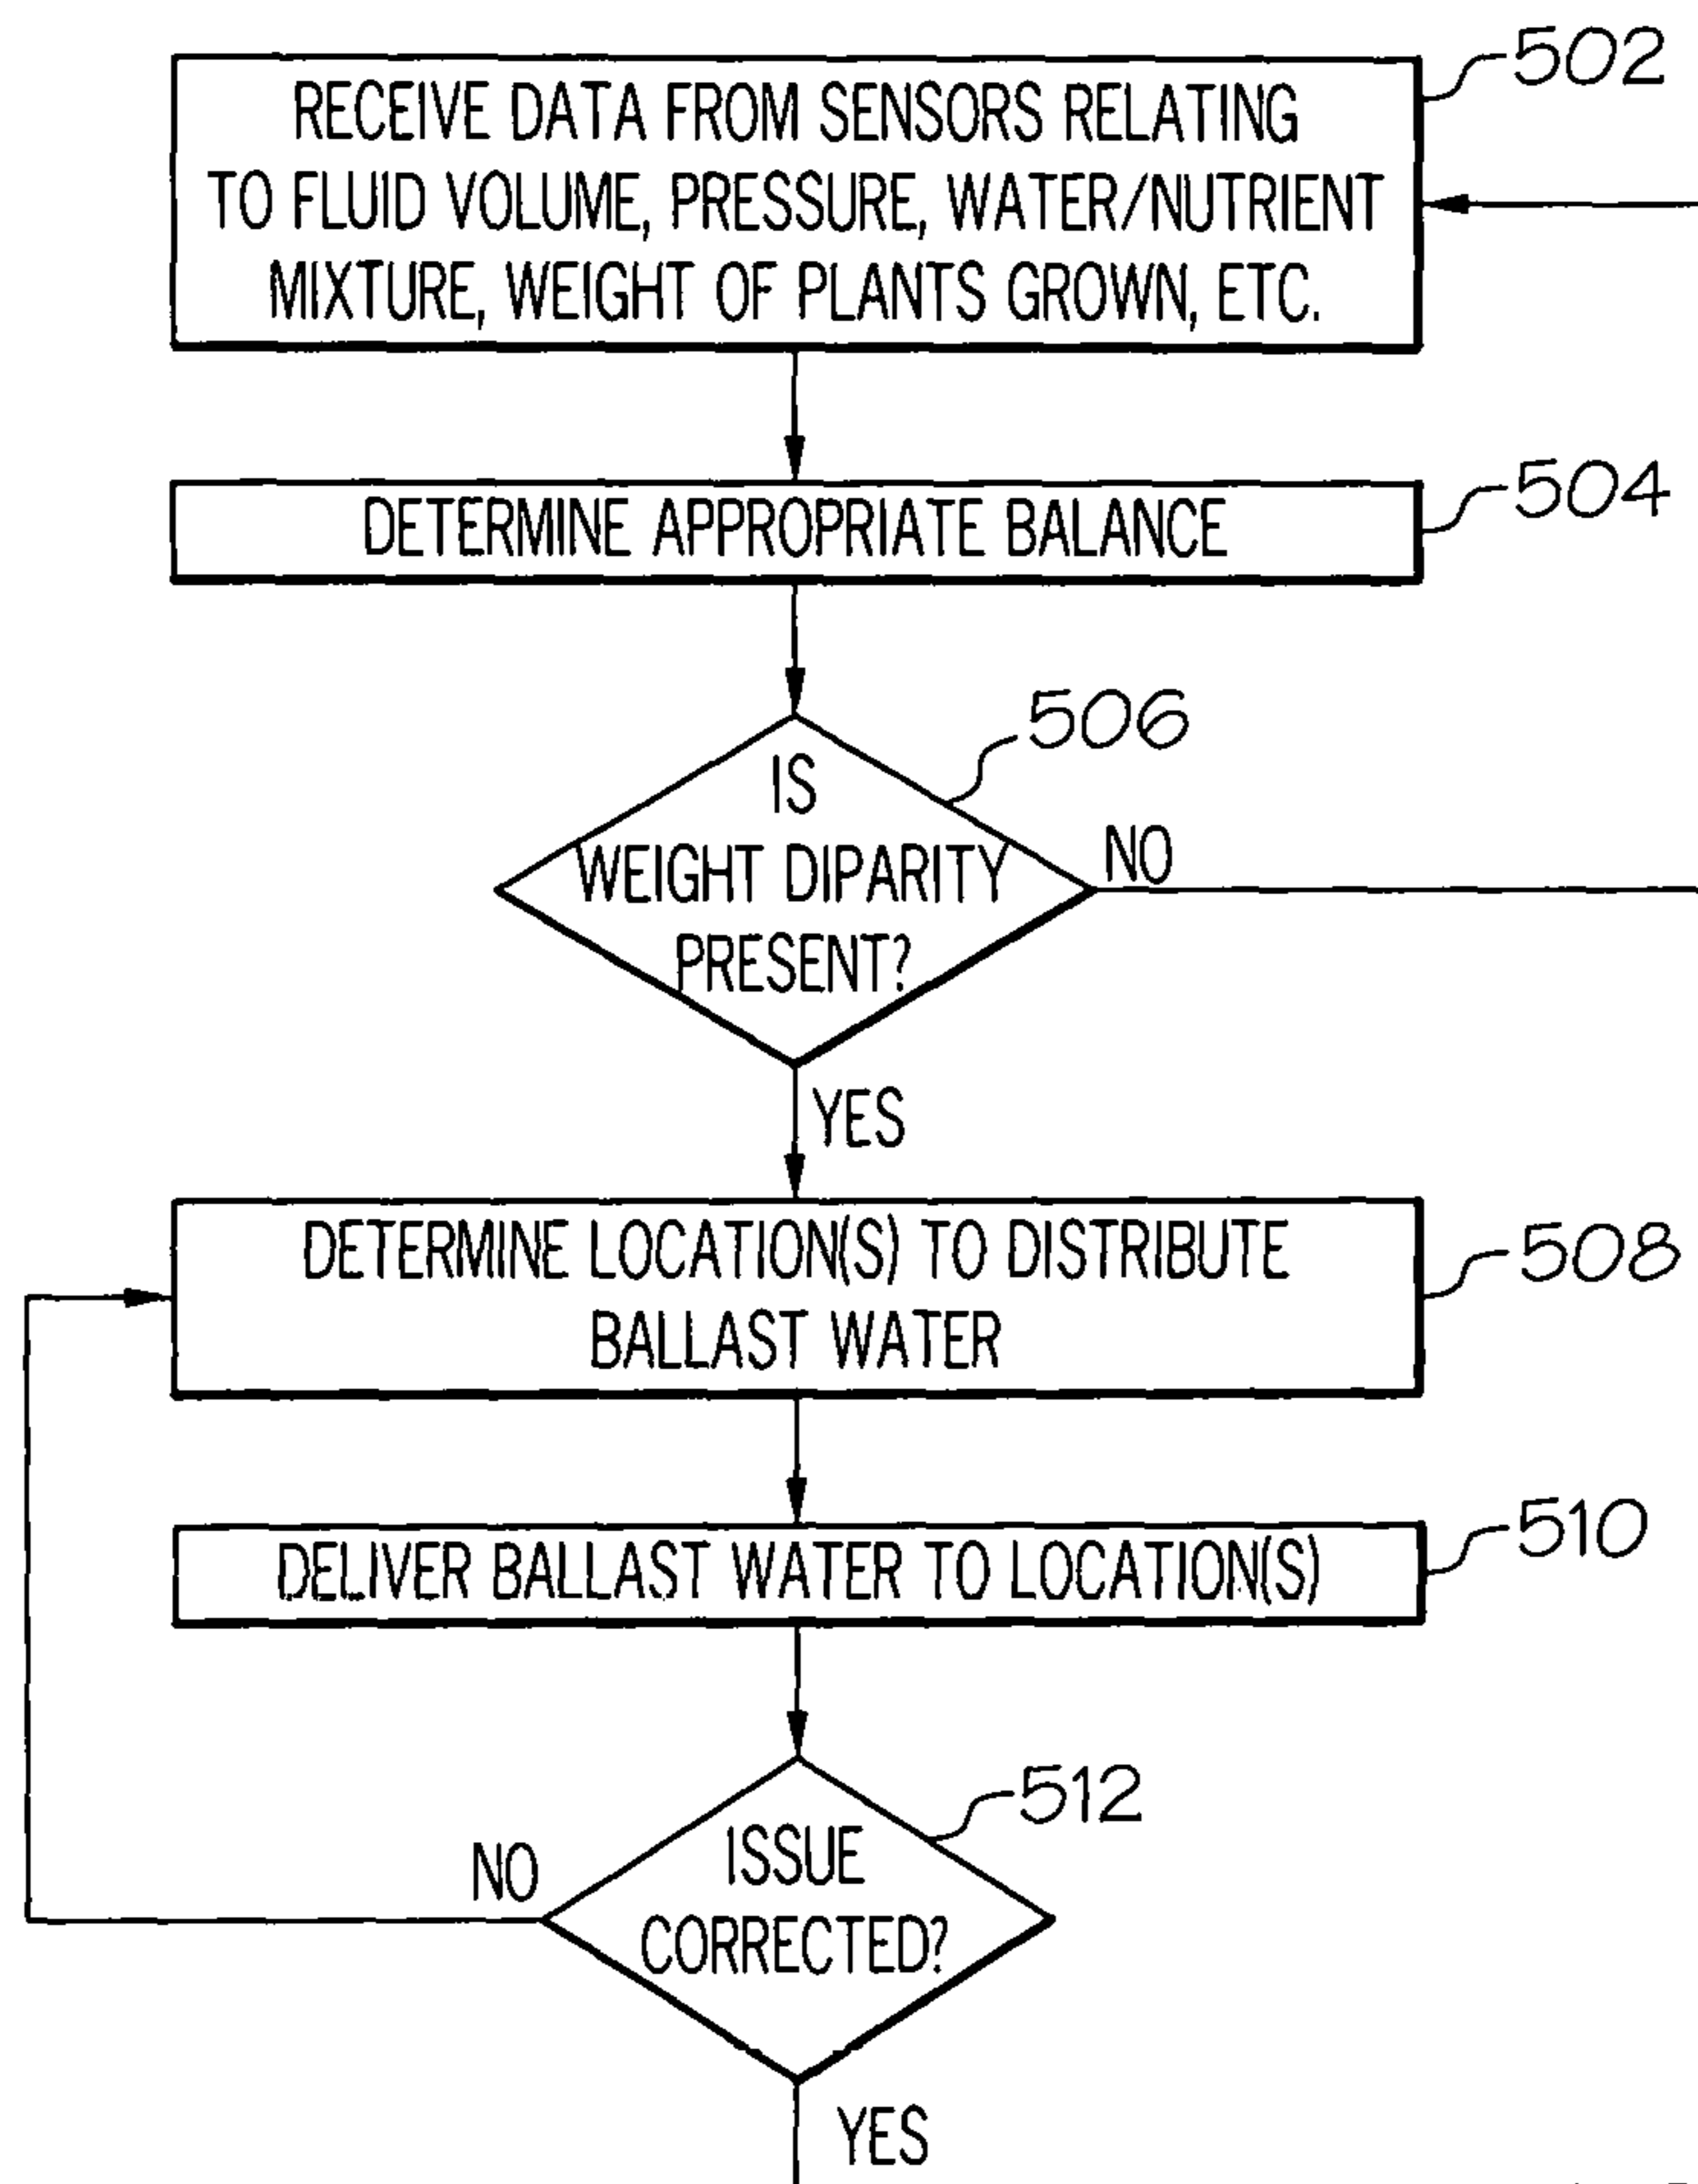 502
RECEIVE DATA FROM SENSORS RELATING
TO FLUID VOLUME, PRESSURE, WATER/NUTRIENT
MIXTURE, WEIGHT OF PLANTS GROWN, ETC.
504
DETERMINE APPROPRIATE BALANCE
506
IS
WEIGHT DIPARITY
PRESENT?
NO
YES
508
DETERMINE LOCATION(S) TO DISTRIBUTE
BALLAST WATER
510
DELIVER BALLAST WATER TO LOCATION(S)
512
ISSUE
CORRECTED?
NO
YES